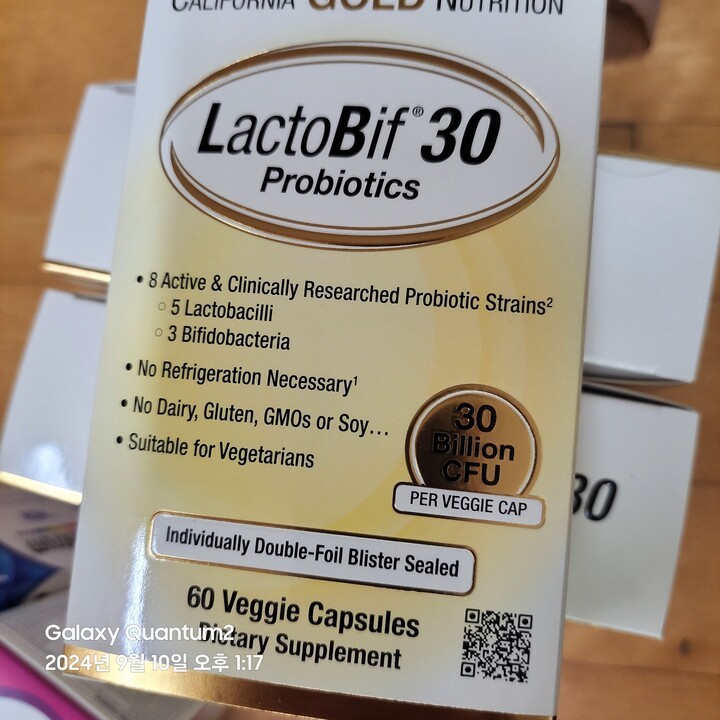 CALIFORNIA GOLD NUTRITION
LactoBif® 30
Probiotics
• 8 Active & Clinically Researched Probiotic Strains²
○ 5 Lactobacilli
○ 3 Bifidobacteria
• No Refrigeration Necessary¹
• No Dairy, Gluten, GMOs or Soy...
• Suitable for Vegetarians
30
Billion
CFU
PER VEGGIE CAP
Individually Double-Foil Blister Sealed
60 Veggie Capsules
Dietary Supplement
30
Galaxy Quantum2
2024년 9월 10일 오후 1:17